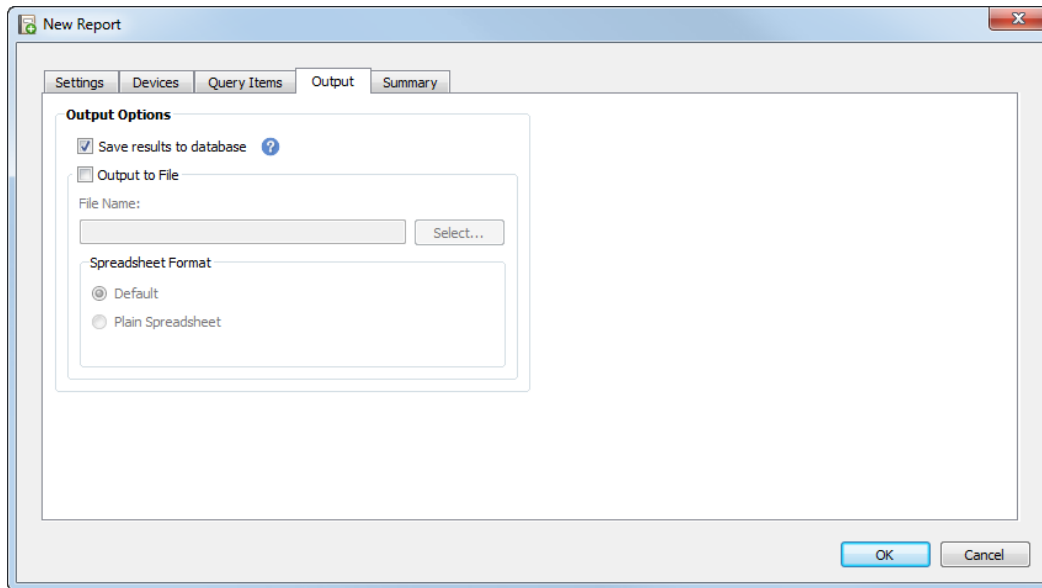 New Report
Settings Devices Query Items Output Summary
Output Options
Save results to database ?
Output to File
File Name:
Select...
Spreadsheet Format
Default
Plain Spreadsheet
OK Cancel